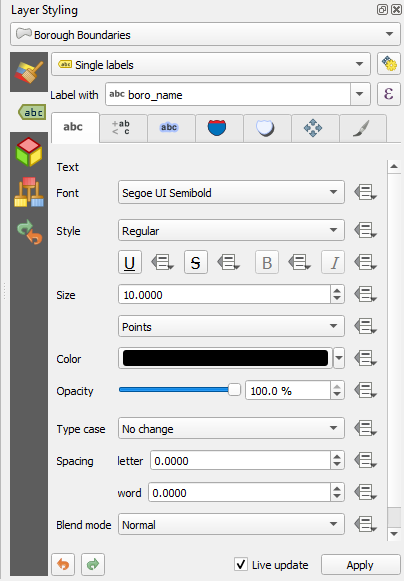 Layer Styling
Borough Boundaries
abc Single labels
abc
Label with abc boro_name ε
abc +ab < c abc
Text
Font Segoe UI Semibold
Style Regular
U S B I
Size 10.0000
Points
Color
Opacity 100.0 %
Type case No change
Spacing letter 0.0000
word 0.0000
Blend mode Normal
Live update Apply